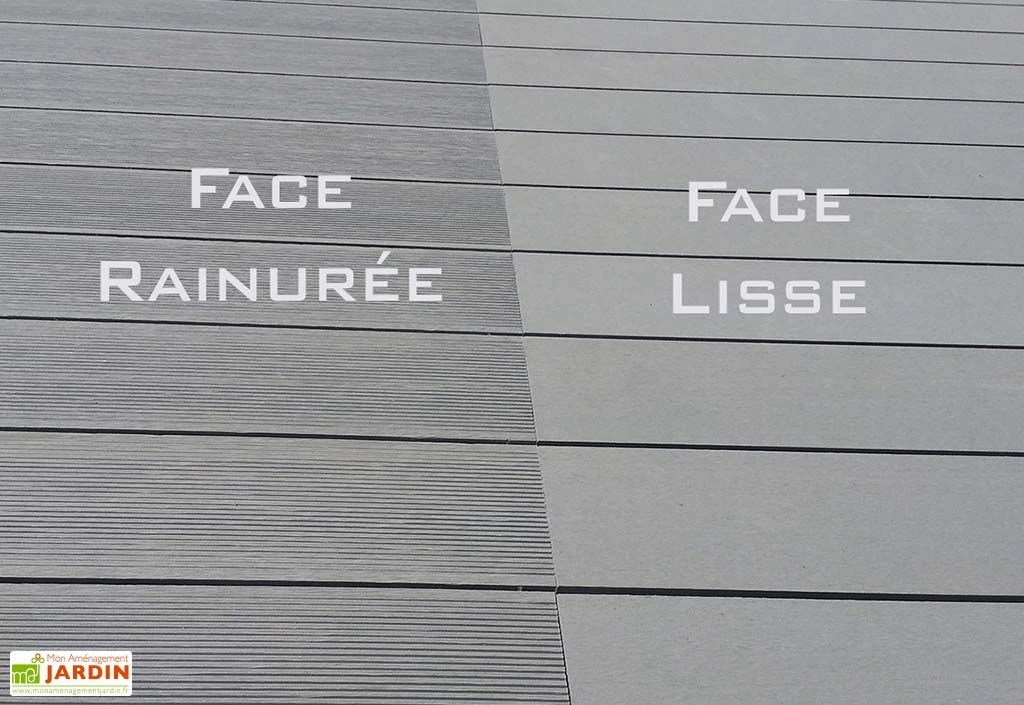 Face
Rainurée
Face
Lisse
Mon Aménagement
JARDIN
www.monamenagementjardin.fr